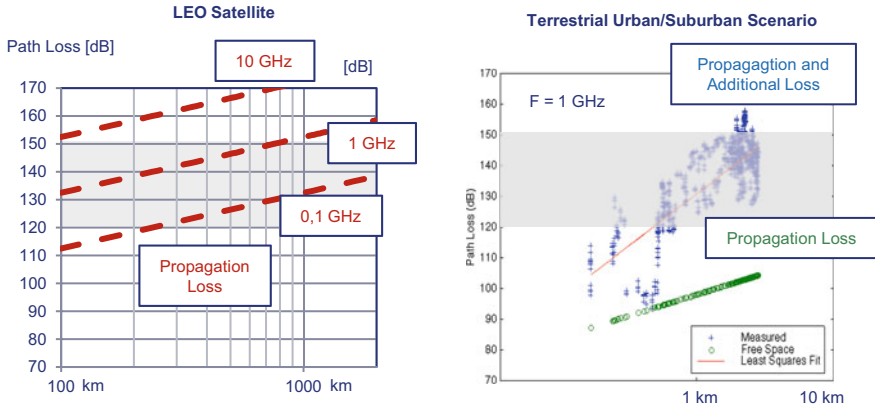 LEO Satellite
Path Loss [dB]
[dB]
10 GHz
1 GHz
0,1 GHz
Propagation
Loss
170
160
150
140
130
120
110
100
90
80
70
100 km
1000 km
Terrestrial Urban/Suburban Scenario
Propagagtion and
Additional Loss
F = 1 GHz
Propagation Loss
Path Loss (dB)
170
160
150
140
130
120
110
100
90
80
70
Measured
Free Space
Least Squares Fit
1 km
10 km